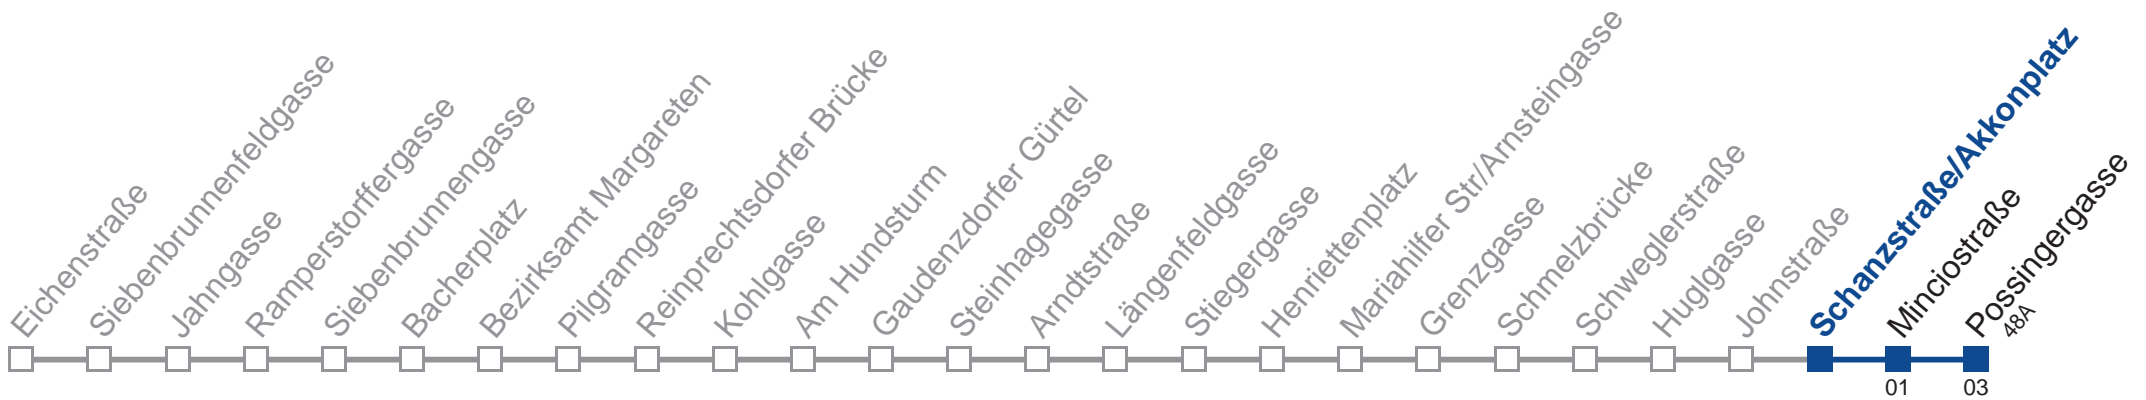 Eichenstraße
Siebenbrunnenfeldgasse
Jahngasse
Ramperstorffergasse
Siebenbrunnengasse
Bacherplatz
Bezirksamt Margareten
Pilgramgasse
Reinprechtsdorfer Brücke
Kohlgasse
Am Hundsturm
Gaudenzdorfer Gürtel
Steinhagegasse
Arndtstraße
Längenfeldgasse
Stiegergasse
Henriettenplatz
Mariahilfer Str/Arnsteingasse
Grenzgasse
Schmelzbrücke
Schweglerstraße
Huglgasse
Johnstraße
Schanzstraße/Akkonplatz
Minciostraße
Possingergasse
48A
01
03